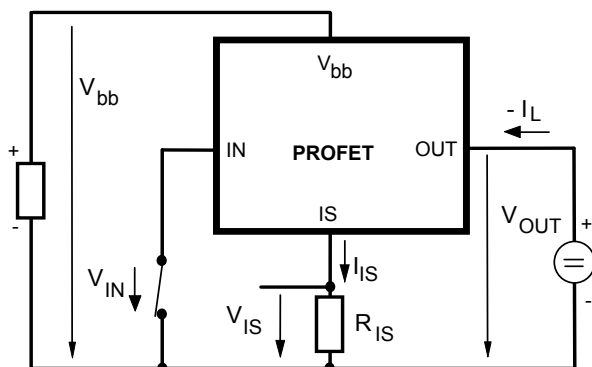 V_bb
V_bb
- I_L
IN
PROFET
OUT
IS
+
-
V_IN
I_IS
V_IS
R_IS
V_OUT
+
=
-